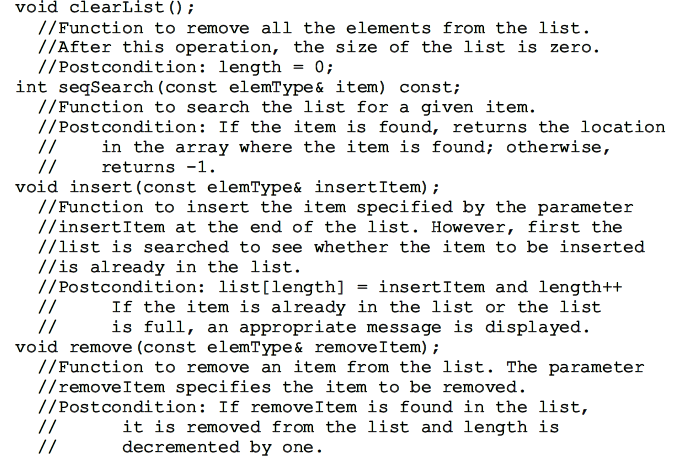 void clearList();
//Function to remove all the elements from the list.
//After this operation, the size of the list is zero.
//Postcondition: length = 0;
int seqSearch(const elemType& item) const;
//Function to search the list for a given item.
//Postcondition: If the item is found, returns the location
// in the array where the item is found; otherwise,
// returns -1.
void insert(const elemType& insertItem);
//Function to insert the item specified by the parameter
//insertItem at the end of the list. However, first the
//list is searched to see whether the item to be inserted
//is already in the list.
//Postcondition: list[length] = insertItem and length++
// If the item is already in the list or the list
// is full, an appropriate message is displayed.
void remove(const elemType& removeItem);
//Function to remove an item from the list. The parameter
//removeItem specifies the item to be removed.
//Postcondition: If removeItem is found in the list,
// it is removed from the list and length is
// decremented by one.